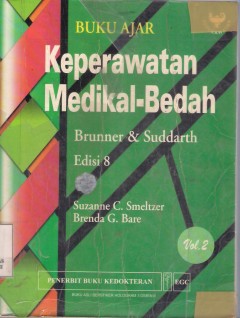 BUKU AJAR
Keperawatan
Medikal-Bedah
Brunner & Suddarth
Edisi 8
Suzanne C. Smeltzer
Brenda G. Bare
Vol. 2
PENERBIT BUKU KEDOKTERAN EGC